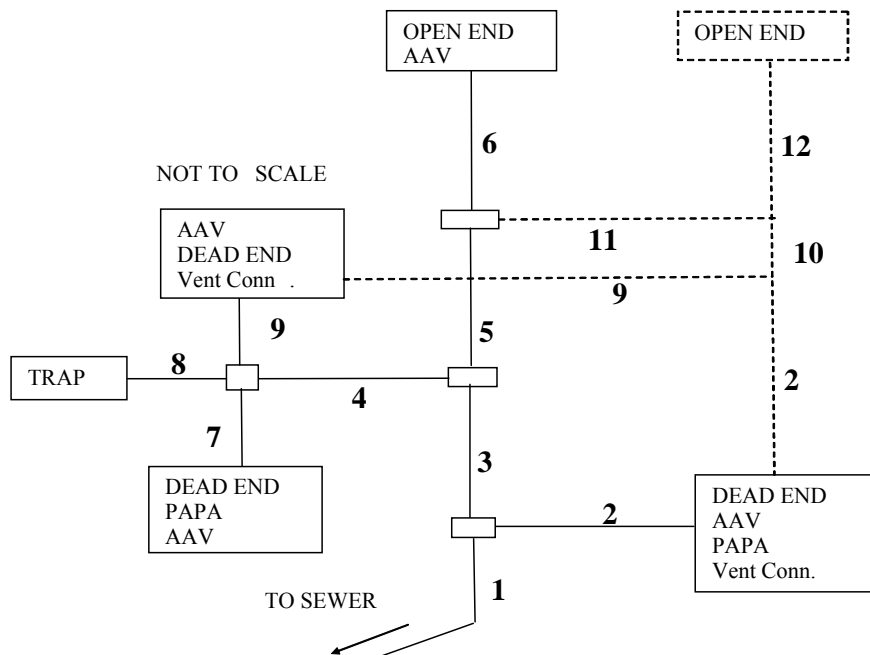 OPEN END
AAV
OPEN END
6
12
NOT TO SCALE
AAV
DEAD END
Vent Conn .
11
10
9
9
5
TRAP
8
4
2
7
3
DEAD END
PAPA
AAV
DEAD END
AAV
PAPA
Vent Conn.
2
1
TO SEWER